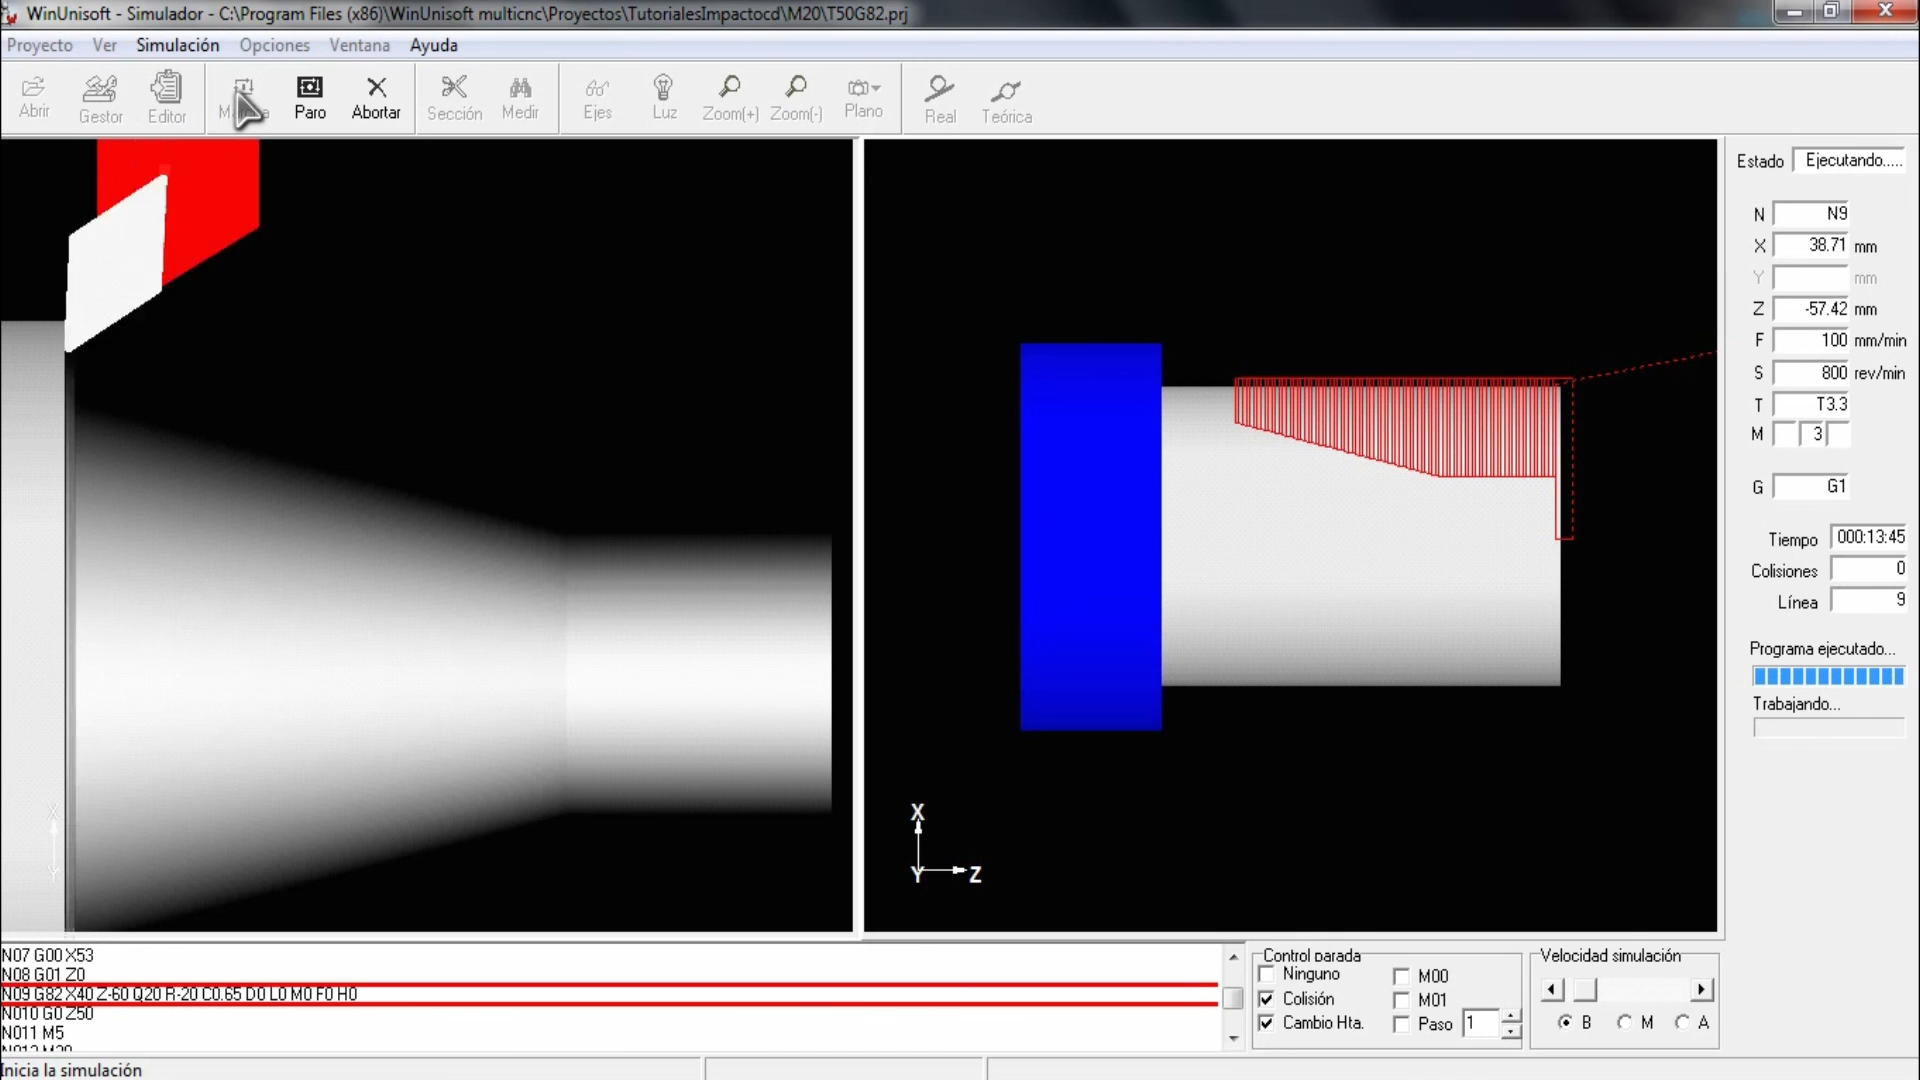 WinUnisoft - Simulador - C:\Program Files (x86)\WinUnisoft multicnc\Proyectos\TutorialesImpactocd\M20\T50G82.prj
Proyecto Ver Simulación Opciones Ventana Ayuda
Abrir Gestor Editor Paro Abortar Sección Medir Ejes Luz Zoom(+) Zoom(-) Plano Real Teórica
Estado Ejecutando.....
N N9
X 38.71 mm
Y mm
Z -57.42 mm
F 100 mm/min
S 800 rev/min
T T3.3
M 3
G G1
Tiempo 000:13:45
Colisiones 0
Línea 9
Programa ejecutado...
Trabajando...
X
Y Z
X
Y
N07 G00 X53
N08 G01 Z0
N09 G82 X40 Z-60 Q20 R-20 C0.65 D0 L0 M0 F0 H0
N010 G0 Z50
N011 M5
N012 M30
Control parada
Ninguno M00
Colisión M01
Cambio Hta. Paso 1
Velocidad simulación
B M A
Inicia la simulación